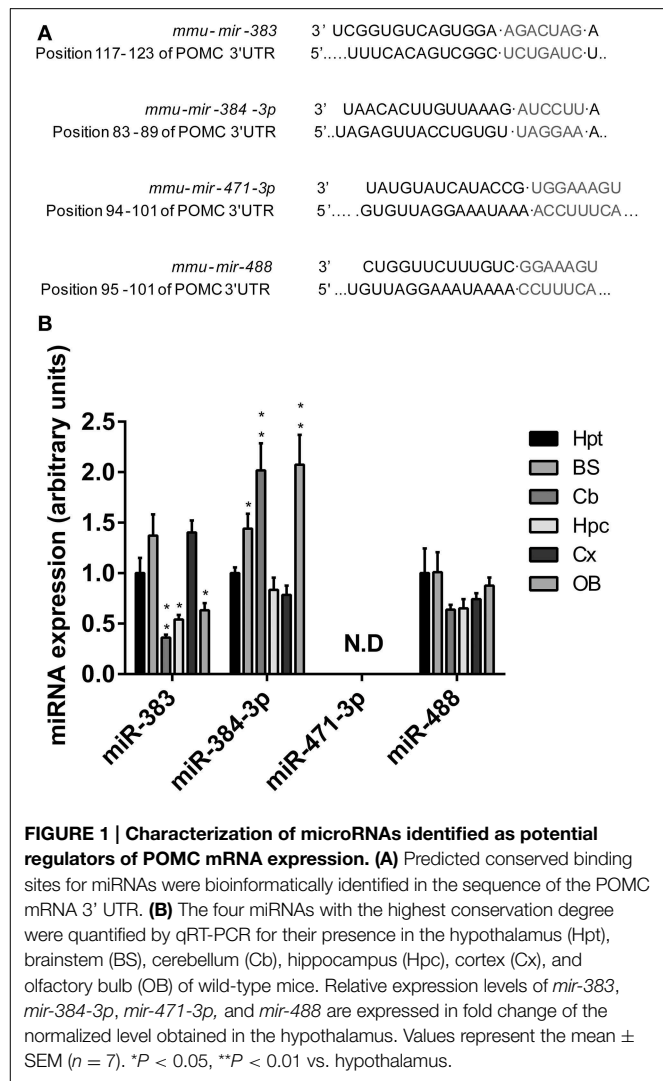 A
mmu-mir-383 3' UCGGUGUCAGUGGA·AGACUAG·A
Position 117-123 of POMC 3'UTR 5'.....UUUCACAGUCGGC·UCUGAUC·U..
mmu-mir-384-3p 3' UAACACUUGUUAAAG·AUCCUU·A
Position 83-89 of POMC 3'UTR 5'..UAGAGUUACCUGUGU·UAGGAA·A..
mmu-mir-471-3p 3' UAUGUAUCAUACCG·UGGAAAGU
Position 94-101 of POMC 3'UTR 5'.... .GUGUUAGGAAAUAAA·ACCUUUCA ...
mmu-mir-488 3' CUGGUUCUUUGUC·GGAAAGU
Position 95-101 of POMC 3'UTR 5' ...UGUUAGGAAAUAAAA·CCUUUCA ...
B
miRNA expression (arbitrary units)
2.5
2.0
1.5
1.0
0.5
0.0
* *
*
*
*
* *
* *
N.D
miR-383
miR-384-3p
miR-471-3p
miR-488
Hpt
BS
Cb
Hpc
Cx
OB
FIGURE 1 | Characterization of microRNAs identified as potential
regulators of POMC mRNA expression. (A) Predicted conserved binding
sites for miRNAs were bioinformatically identified in the sequence of the POMC
mRNA 3' UTR. (B) The four miRNAs with the highest conservation degree
were quantified by qRT-PCR for their presence in the hypothalamus (Hpt),
brainstem (BS), cerebellum (Cb), hippocampus (Hpc), cortex (Cx), and
olfactory bulb (OB) of wild-type mice. Relative expression levels of mir-383,
mir-384-3p, mir-471-3p, and mir-488 are expressed in fold change of the
normalized level obtained in the hypothalamus. Values represent the mean ±
SEM (n = 7). *P < 0.05, **P < 0.01 vs. hypothalamus.